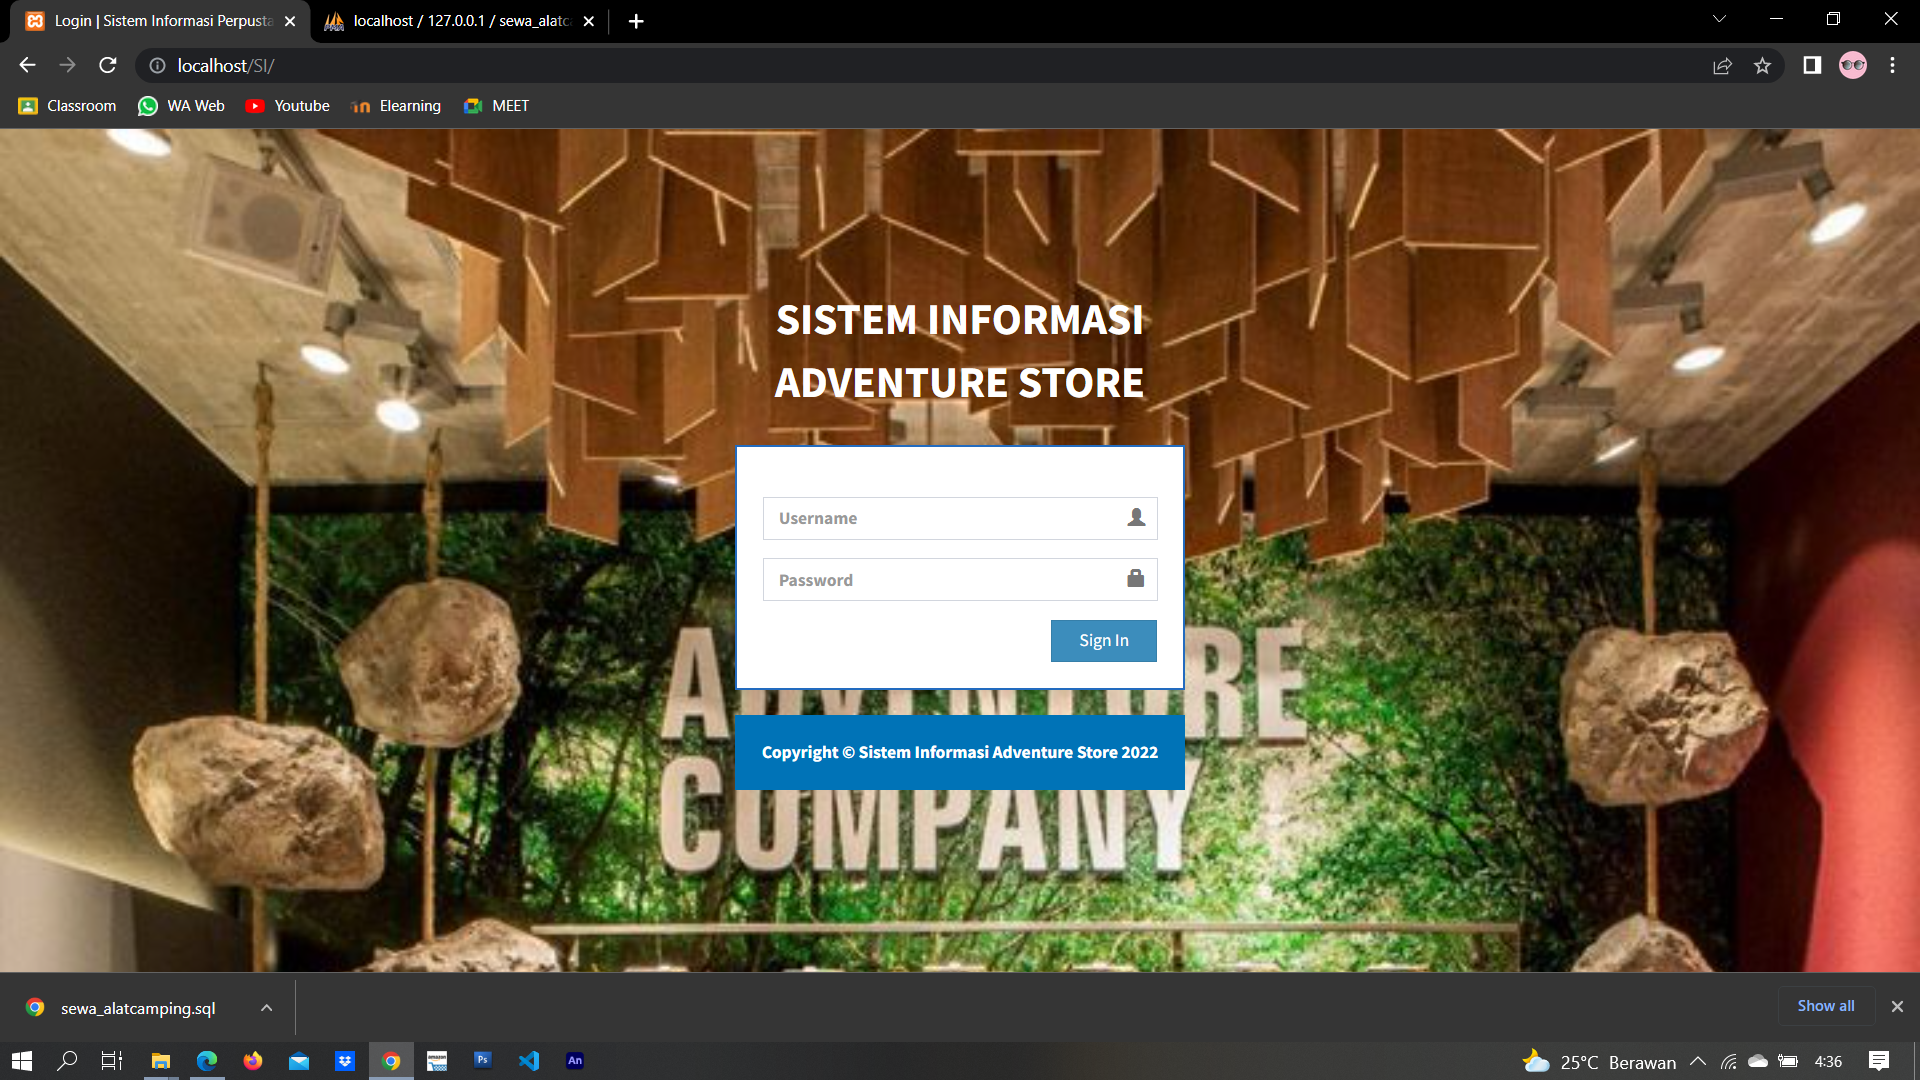 Login | Sistem Informasi Perpusta
localhost / 127.0.0.1 / sewa_alatc
localhost/SI/
Classroom
WA Web
Youtube
Elearning
MEET
SISTEM INFORMASI
ADVENTURE STORE
Username
Password
Sign In
ADVENTURE
Copyright © Sistem Informasi Adventure Store 2022
COMPANY
sewa_alatcamping.sql
Show all
Ps
An
25°C Berawan
4:36